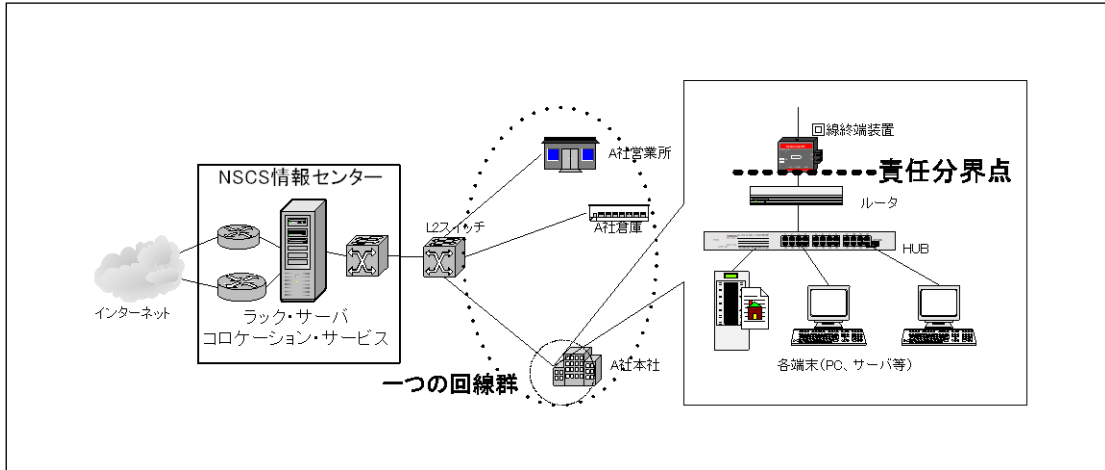 NSCS情報センター
インターネット
ラック・サーバ
コロケーション・サービス
L2スイッチ
A社営業所
A社倉庫
A社本社
一つの回線群
回線終端装置
責任分界点
ルータ
HUB
各端末(PC、サーバ等)